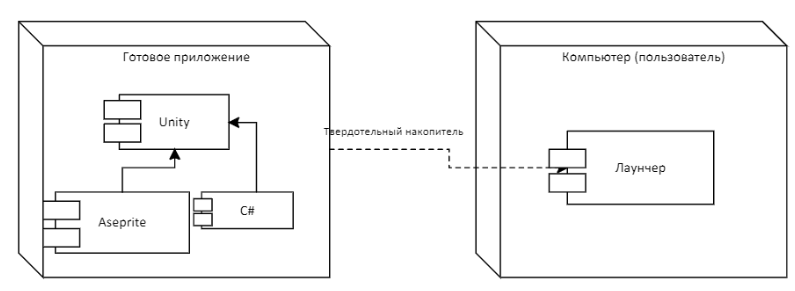 Готовое приложение
Компьютер (пользователь)
Unity
Твердотельный накопитель
Лаунчер
Aseprite
C#